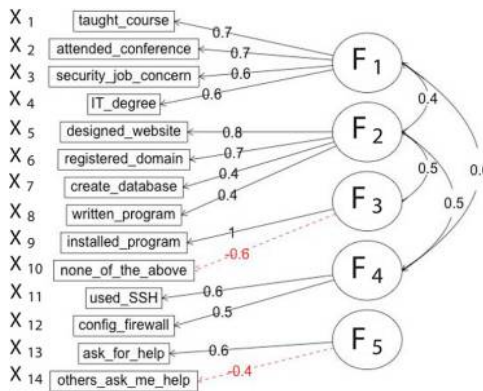 X 1 taught_course
X 2 attended_conference
X 3 security_job_concern
X 4 IT_degree
X 5 designed_website
X 6 registered_domain
X 7 create_database
X 8 written_program
X 9 installed_program
X 10 none_of_the_above
X 11 used_SSH
X 12 config_firewall
X 13 ask_for_help
X 14 others_ask_me_help
0.7
0.7
0.6
0.6
0.8
0.7
0.4
0.4
1
-0.6
0.6
0.5
0.6
-0.4
F 1
F 2
F 3
F 4
F 5
0.4
0.5
0.5